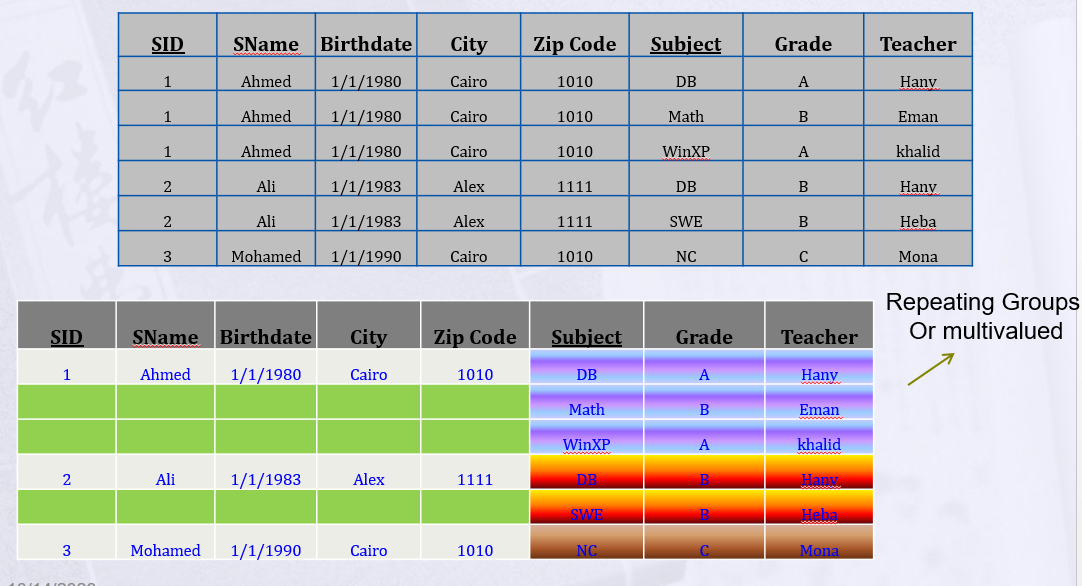 SID SName Birthdate City Zip Code Subject Grade Teacher
1 Ahmed 1/1/1980 Cairo 1010 DB A Hany
1 Ahmed 1/1/1980 Cairo 1010 Math B Eman
1 Ahmed 1/1/1980 Cairo 1010 WinXP A khalid
2 Ali 1/1/1983 Alex 1111 DB B Hany
2 Ali 1/1/1983 Alex 1111 SWE B Heba
3 Mohamed 1/1/1990 Cairo 1010 NC C Mona
Repeating Groups
Or multivalued
SID SName Birthdate City Zip Code Subject Grade Teacher
1 Ahmed 1/1/1980 Cairo 1010 DB A Hany
Math B Eman
WinXP A khalid
2 Ali 1/1/1983 Alex 1111 DB B Hany
SWE B Heba
3 Mohamed 1/1/1990 Cairo 1010 NC C Mona